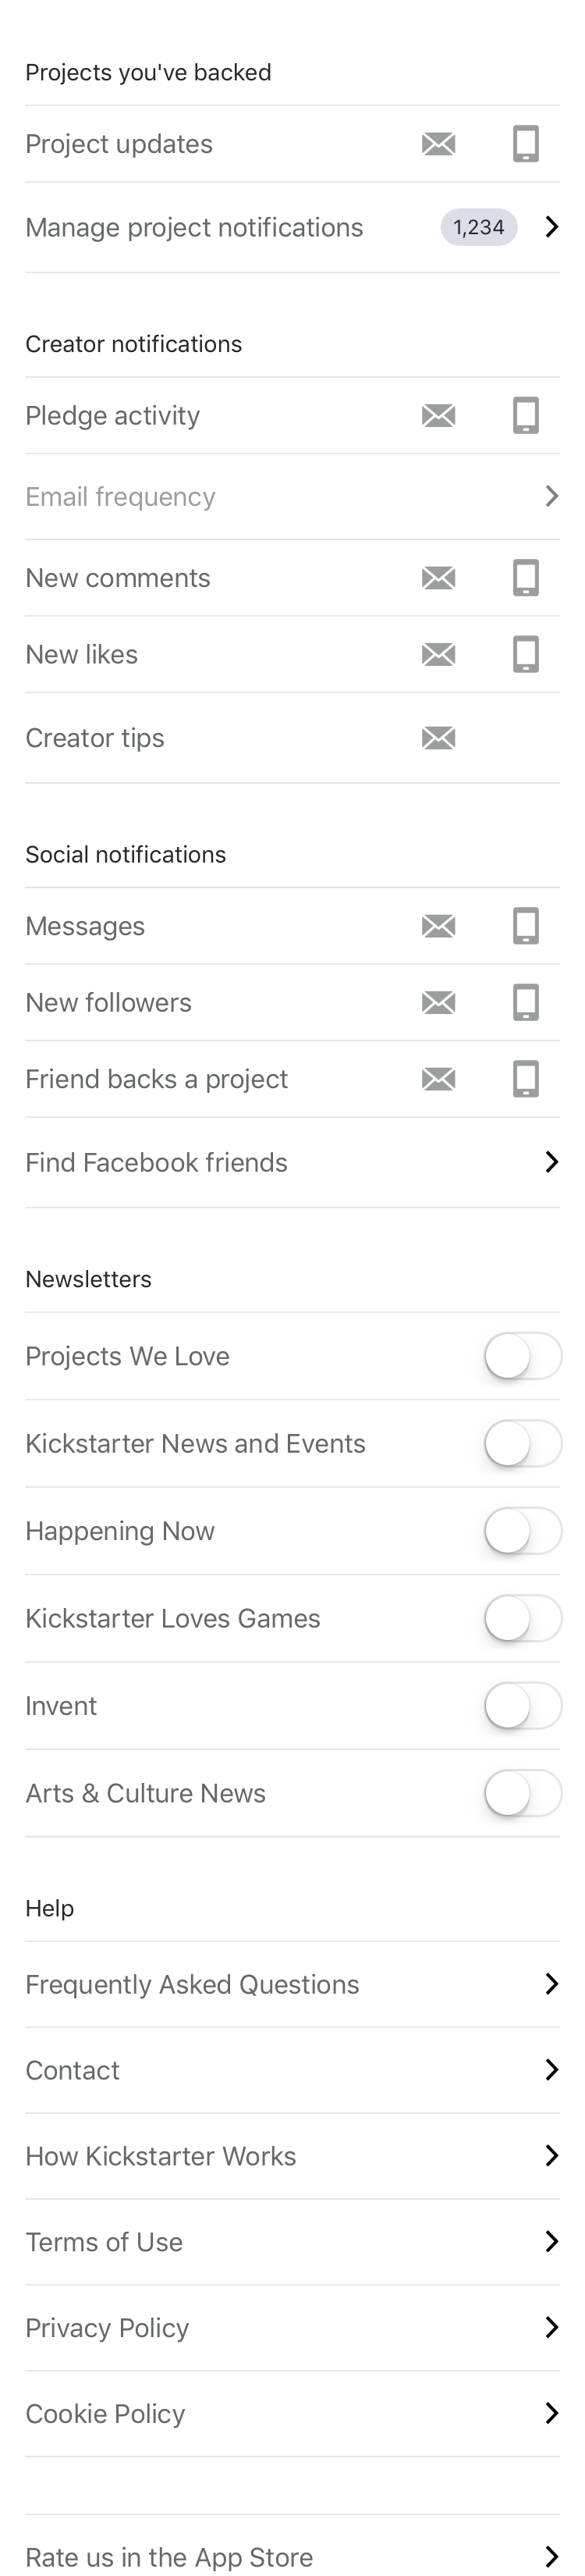 Projects you've backed
Project updates
Manage project notifications 1,234
Creator notifications
Pledge activity
Email frequency
New comments
New likes
Creator tips
Social notifications
Messages
New followers
Friend backs a project
Find Facebook friends
Newsletters
Projects We Love
Kickstarter News and Events
Happening Now
Kickstarter Loves Games
Invent
Arts & Culture News
Help
Frequently Asked Questions
Contact
How Kickstarter Works
Terms of Use
Privacy Policy
Cookie Policy
Rate us in the App Store